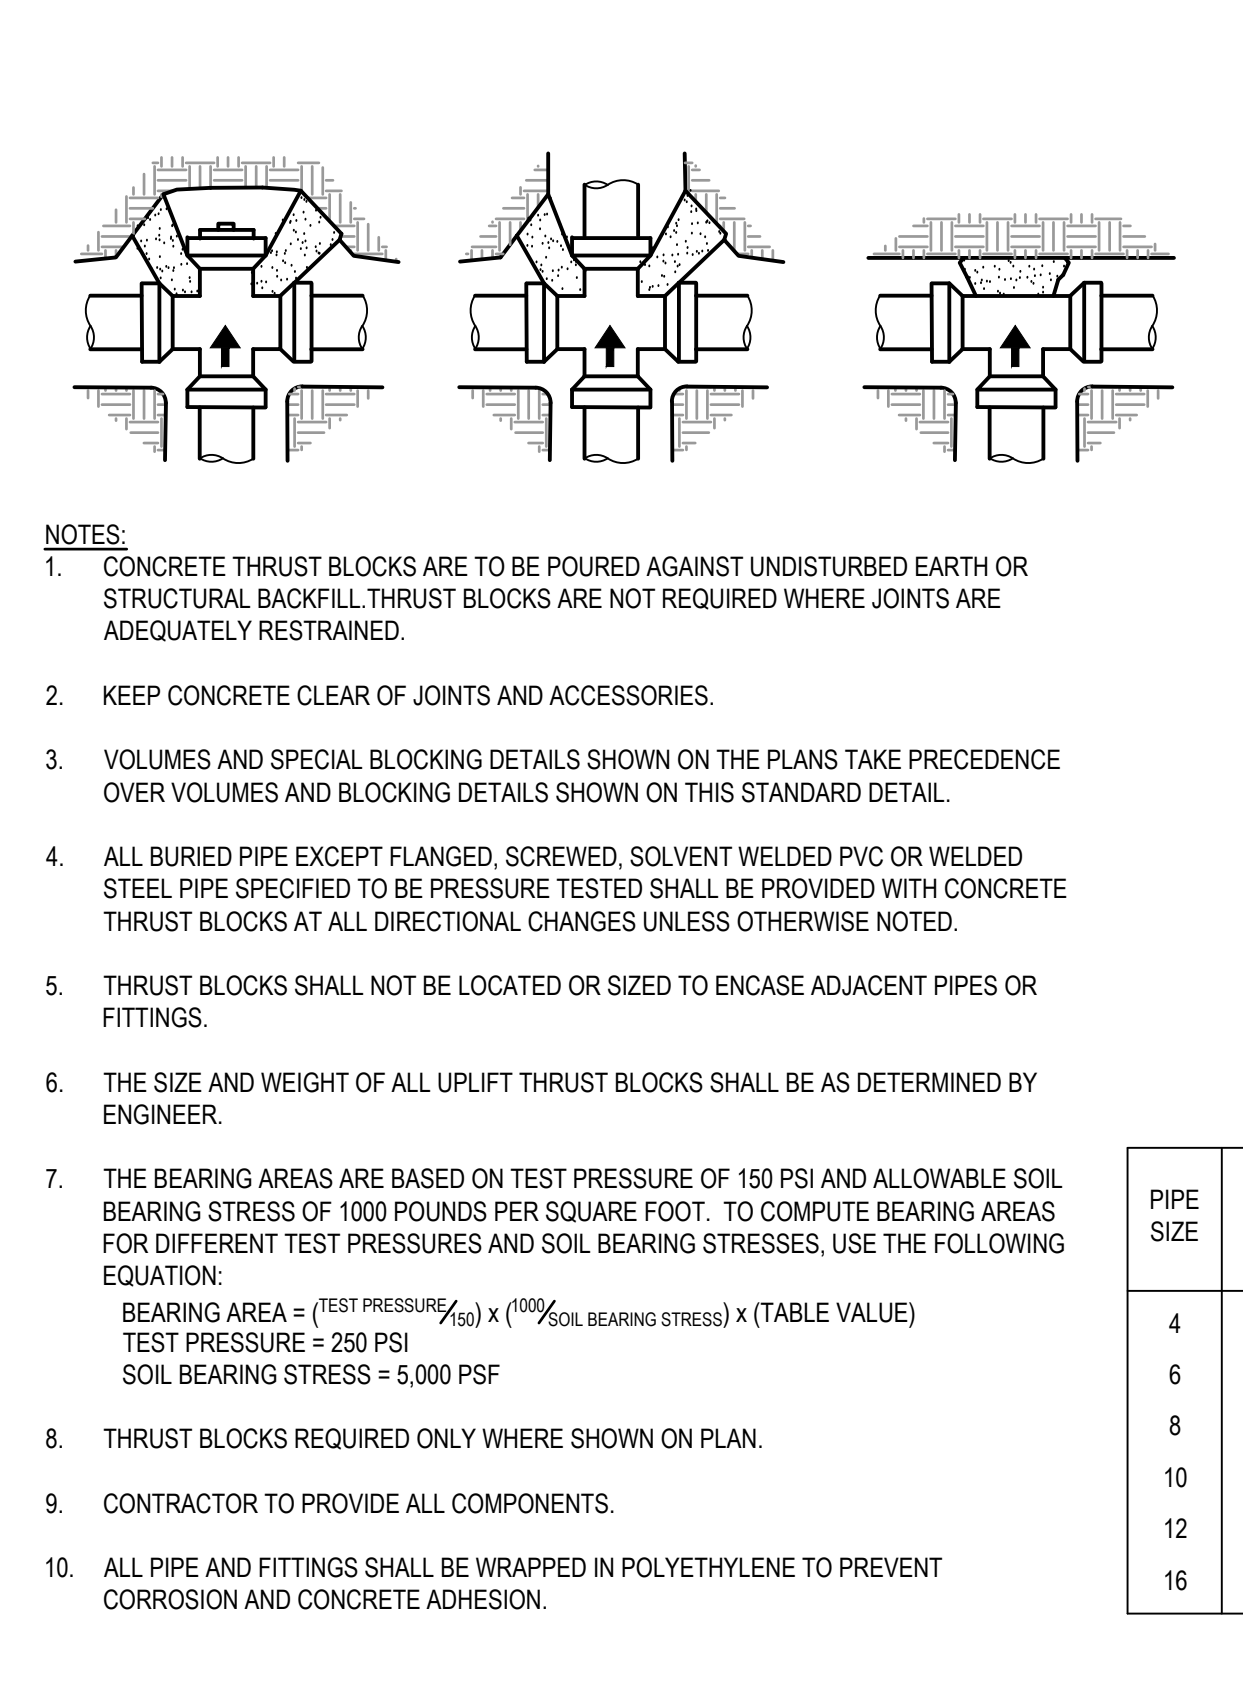 NOTES:
1. CONCRETE THRUST BLOCKS ARE TO BE POURED AGAINST UNDISTURBED EARTH OR
STRUCTURAL BACKFILL.THRUST BLOCKS ARE NOT REQUIRED WHERE JOINTS ARE
ADEQUATELY RESTRAINED.
2. KEEP CONCRETE CLEAR OF JOINTS AND ACCESSORIES.
3. VOLUMES AND SPECIAL BLOCKING DETAILS SHOWN ON THE PLANS TAKE PRECEDENCE
OVER VOLUMES AND BLOCKING DETAILS SHOWN ON THIS STANDARD DETAIL.
4. ALL BURIED PIPE EXCEPT FLANGED, SCREWED, SOLVENT WELDED PVC OR WELDED
STEEL PIPE SPECIFIED TO BE PRESSURE TESTED SHALL BE PROVIDED WITH CONCRETE
THRUST BLOCKS AT ALL DIRECTIONAL CHANGES UNLESS OTHERWISE NOTED.
5. THRUST BLOCKS SHALL NOT BE LOCATED OR SIZED TO ENCASE ADJACENT PIPES OR
FITTINGS.
6. THE SIZE AND WEIGHT OF ALL UPLIFT THRUST BLOCKS SHALL BE AS DETERMINED BY
ENGINEER.
7. THE BEARING AREAS ARE BASED ON TEST PRESSURE OF 150 PSI AND ALLOWABLE SOIL
BEARING STRESS OF 1000 POUNDS PER SQUARE FOOT. TO COMPUTE BEARING AREAS
FOR DIFFERENT TEST PRESSURES AND SOIL BEARING STRESSES, USE THE FOLLOWING
EQUATION:
BEARING AREA = (TEST PRESSURE/150) x (1000/SOIL BEARING STRESS) x (TABLE VALUE)
TEST PRESSURE = 250 PSI
SOIL BEARING STRESS = 5,000 PSF
8. THRUST BLOCKS REQUIRED ONLY WHERE SHOWN ON PLAN.
9. CONTRACTOR TO PROVIDE ALL COMPONENTS.
10. ALL PIPE AND FITTINGS SHALL BE WRAPPED IN POLYETHYLENE TO PREVENT
CORROSION AND CONCRETE ADHESION.
PIPE
SIZE
4
6
8
10
12
16